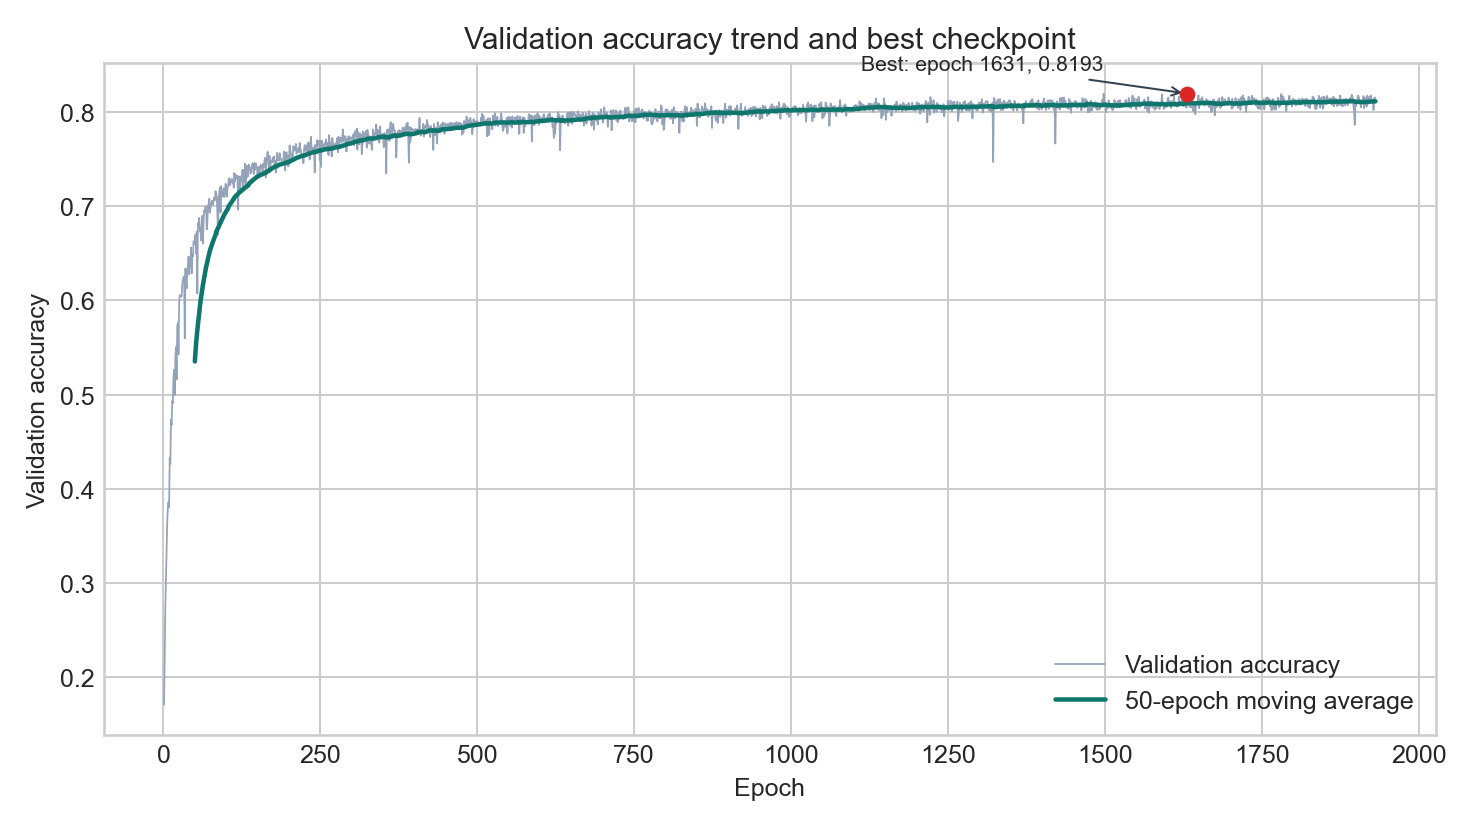 Validation accuracy trend and best checkpoint
Best: epoch 1631, 0.8193
Validation accuracy
0.8
0.7
0.6
0.5
0.4
0.3
0.2
Validation accuracy
50-epoch moving average
0 250 500 750 1000 1250 1500 1750 2000
Epoch